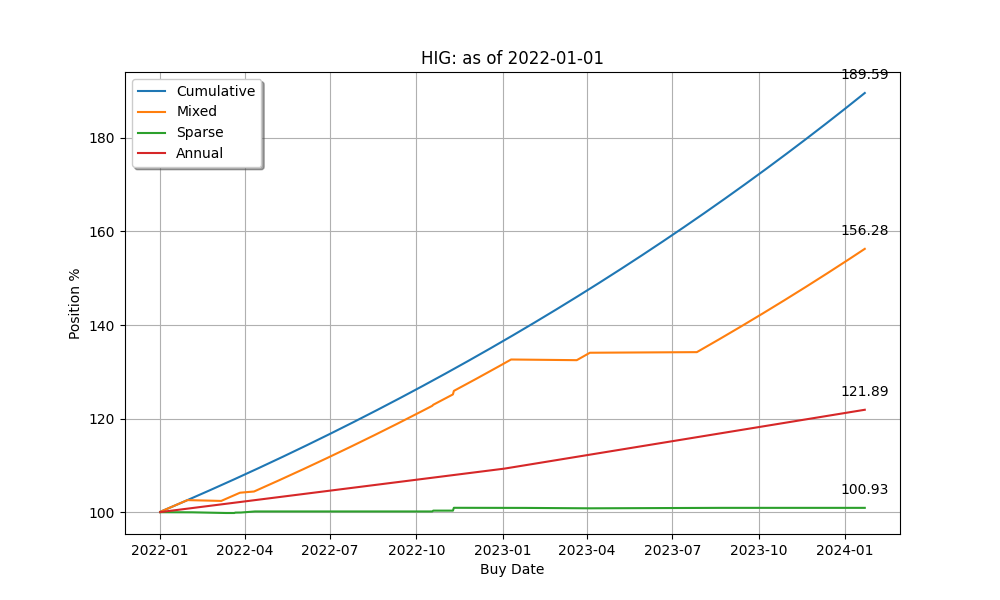 HIG: as of 2022-01-01
189.59
Cumulative
Mixed
Sparse
Annual
180
156.28
160
140
121.89
120
100.93
100
Position %
2022-01 2022-04 2022-07 2022-10 2023-01 2023-04 2023-07 2023-10 2024-01
Buy Date